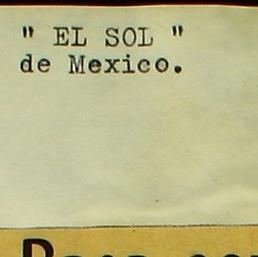 " EL SOL "
de Mexico.